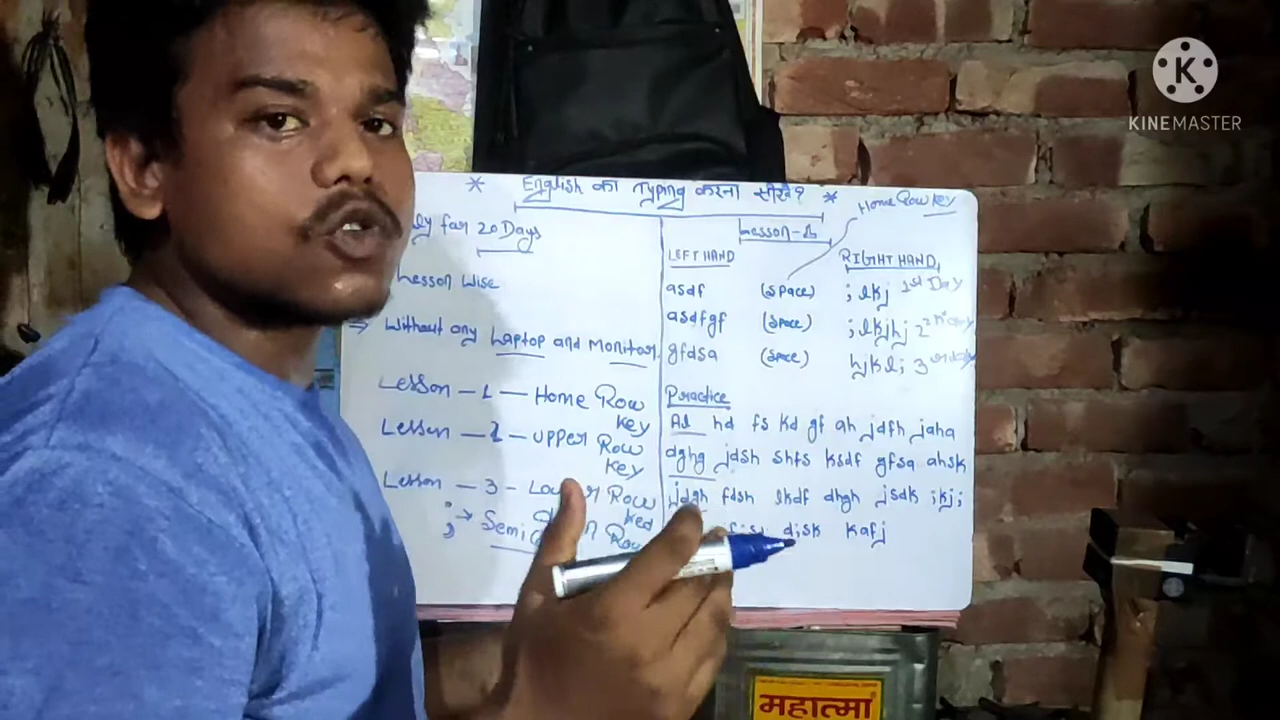 KINEMASTER
* English का Typing करना सीखें? *
Home Row Key
ly for 20 Days
Lesson Wise
⇒ Without any Laptop and Monitor
Lesson - 1 - Home Row
Key
Lesson - 2 - Upper Row
Key
Lesson - 3 - Lower Row
; → Semi
Lesson-1
LEFT HAND RIGHT HAND
asdf (space) ; lkj 1st Day
asdfgf (space) ; lkjhj 2nd day
gfdsa (space) hjkl; 3rd day
Practice
hd fs kd gf ah jdfh jaha
dghg jdsh shfs ksdf gfsa ahsk
jdgh fdsh lkdf dhgh jsdk ;kj;
disk kafj
महात्मा